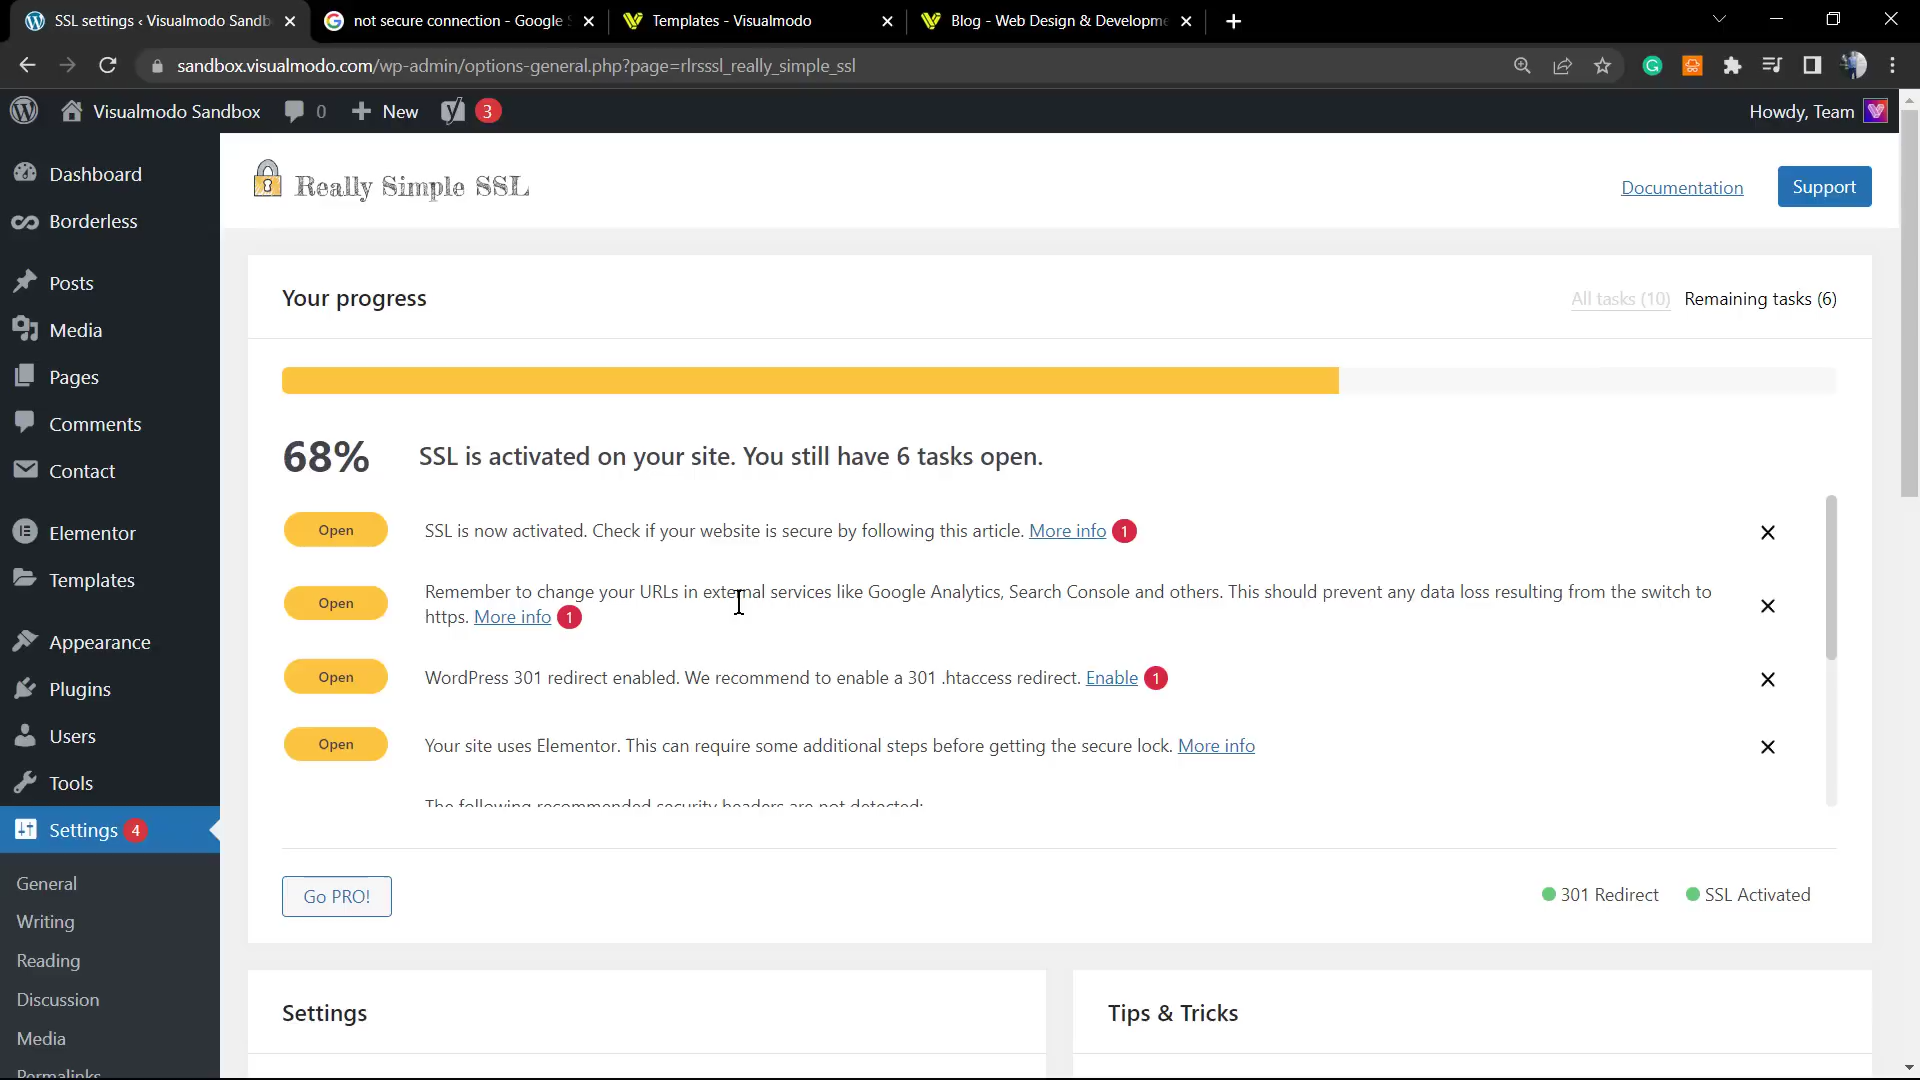 SSL settings ‹ Visualmodo Sandb
not secure connection - Google S
Templates - Visualmodo
Blog - Web Design & Developme
sandbox.visualmodo.com/wp-admin/options-general.php?page=rlrsssl_really_simple_ssl
Visualmodo Sandbox
0
New
3
Howdy, Team
Dashboard
Borderless
Posts
Media
Pages
Comments
Contact
Elementor
Templates
Appearance
Plugins
Users
Tools
Settings 4
General
Writing
Reading
Discussion
Media
Permalinks
Really Simple SSL
Documentation
Support
Your progress
All tasks (10)
Remaining tasks (6)
68%
SSL is activated on your site. You still have 6 tasks open.
Open
SSL is now activated. Check if your website is secure by following this article. More info 1
Open
Remember to change your URLs in external services like Google Analytics, Search Console and others. This should prevent any data loss resulting from the switch to
https. More info 1
Open
WordPress 301 redirect enabled. We recommend to enable a 301 .htaccess redirect. Enable 1
Open
Your site uses Elementor. This can require some additional steps before getting the secure lock. More info
The following recommended security headers are not detected:
Go PRO!
301 Redirect
SSL Activated
Settings
Tips & Tricks